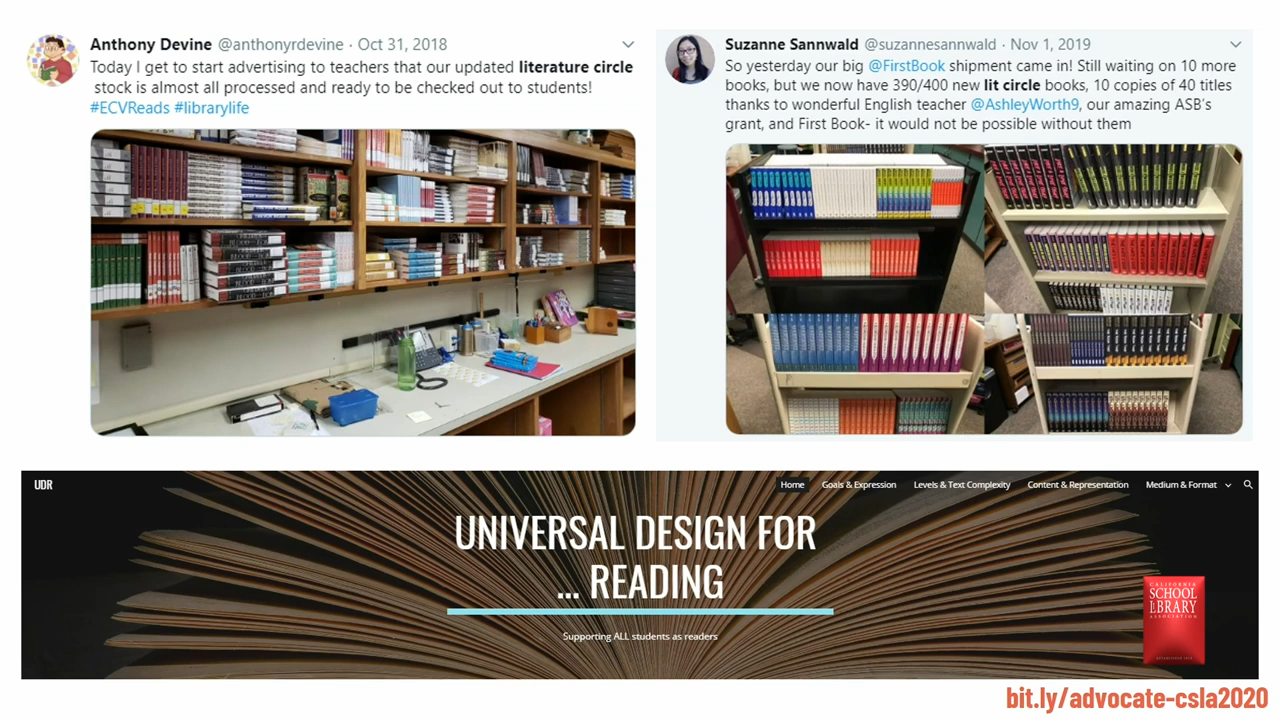 Anthony Devine @anthonyrdevine · Oct 31, 2018
Today I get to start advertising to teachers that our updated literature circle
stock is almost all processed and ready to be checked out to students!
#ECVReads #librarylife
Suzanne Sannwald @suzannesannwald · Nov 1, 2019
So yesterday our big @FirstBook shipment came in! Still waiting on 10 more
books, but we now have 390/400 new lit circle books, 10 copies of 40 titles
thanks to wonderful English teacher @AshleyWorth9, our amazing ASB's
grant, and First Book- it would not be possible without them
UDR
Home Goals & Expression Levels & Text Complexity Content & Representation Medium & Format
UNIVERSAL DESIGN FOR
... READING
Supporting ALL students as readers
CALIFORNIA
SCHOOL
LIBRARY
ASSOCIATION
bit.ly/advocate-csla2020